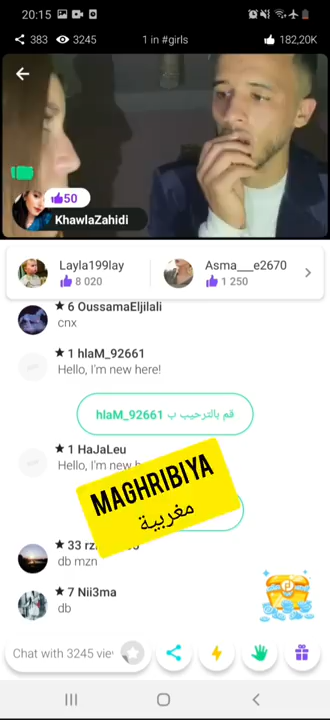 20:15
383
3245
1 in #girls
182,20K
50
KhawlaZahidi
Layla199lay
8 020
Asma___e2670
1 250
6 OussamaEljilali
cnx
1 hlaM_92661
Hello, I'm new here!
قم بالترحيب ب hlaM_92661
1 HaJaLeu
Hello, I'm new
MAGHRIBIYA
مغربية
33
db mzn
7 Nii3ma
db
Chat with 3245 vie